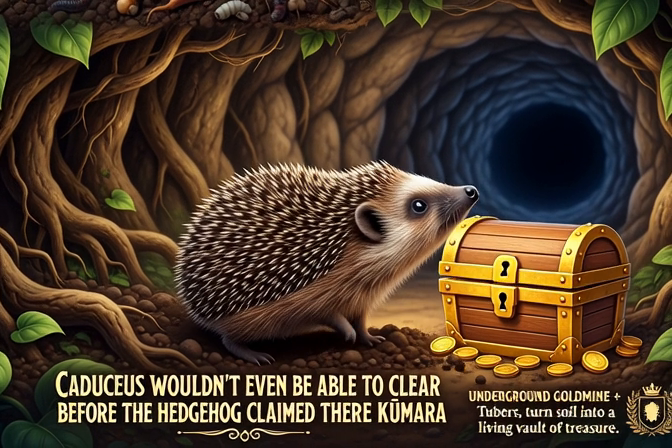 CADUCEUS WOULDN'T EVEN BE ABLE TO CLEAR
BEFORE THE HEDGEHOG CLAIMED THERE KŪMARA
UNDERGROUND GOLDMINE +
Tubers, turn soil into a
living vault of treasure.